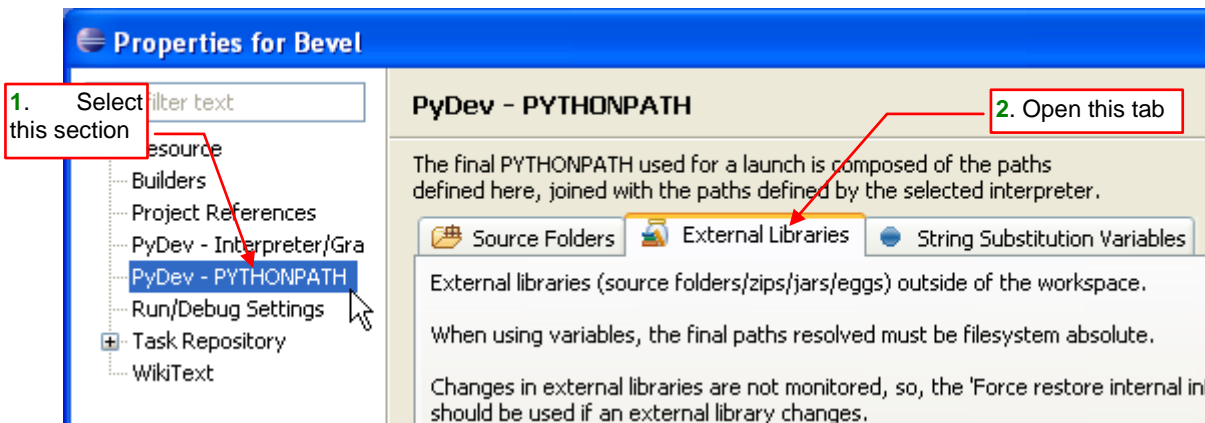 Properties for Bevel
1. Select
this section
filter text
esource
Builders
Project References
PyDev - Interpreter/Gra
PyDev - PYTHONPATH
Run/Debug Settings
Task Repository
WikiText
PyDev - PYTHONPATH
2. Open this tab
The final PYTHONPATH used for a launch is composed of the paths
defined here, joined with the paths defined by the selected interpreter.
Source Folders External Libraries String Substitution Variables
External libraries (source folders/zips/jars/eggs) outside of the workspace.
When using variables, the final paths resolved must be filesystem absolute.
Changes in external libraries are not monitored, so, the 'Force restore internal in
should be used if an external library changes.